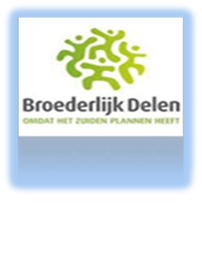 Broederlijk Delen
OMDAT HET ZUIDEN PLANNEN HEEFT